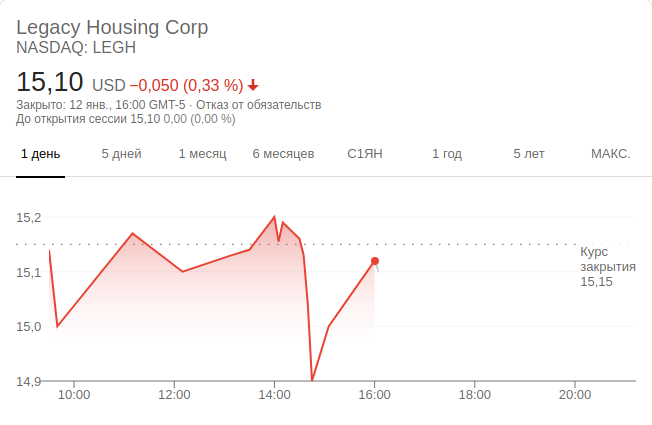 Legacy Housing Corp
NASDAQ: LEGH
15,10 USD −0,050 (0,33 %)
Закрыто: 12 янв., 16:00 GMT-5 · Отказ от обязательств
До открытия сессии 15,10 0,00 (0,00 %)
1 день 5 дней 1 месяц 6 месяцев С1ЯН 1 год 5 лет МАКС.
15,2
Курс
закрытия
15,15
15,1
15,0
14,9
10:00 12:00 14:00 16:00 18:00 20:00